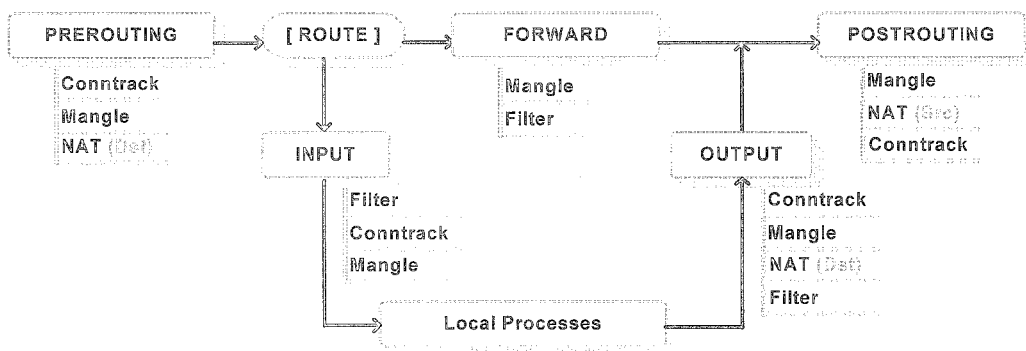 PREROUTING
[ ROUTE ]
FORWARD
POSTROUTING
Conntrack
Mangle
NAT (Dst)
Mangle
Filter
Mangle
NAT (Src)
Conntrack
INPUT
OUTPUT
Filter
Conntrack
Mangle
Conntrack
Mangle
NAT (Dst)
Filter
Local Processes